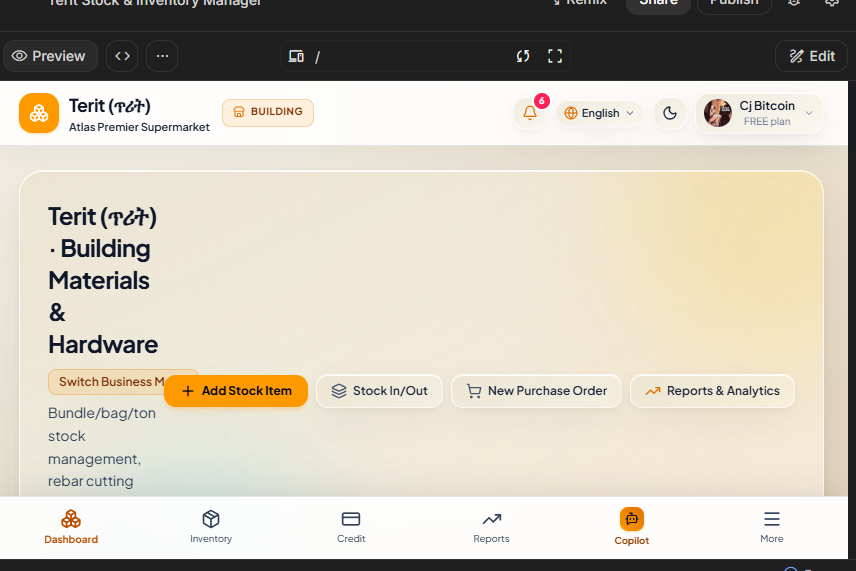 Terit Stock & Inventory Manager
Remix
Share
Publish
Preview
/
Edit
Terit (ጥሪት)
Atlas Premier Supermarket
BUILDING
6
English
Cj Bitcoin
FREE plan
Terit (ጥሪት)
· Building
Materials
&
Hardware
Switch Business M
Add Stock Item
Stock In/Out
New Purchase Order
Reports & Analytics
Bundle/bag/ton
stock
management,
rebar cutting
Dashboard
Inventory
Credit
Reports
Copilot
More